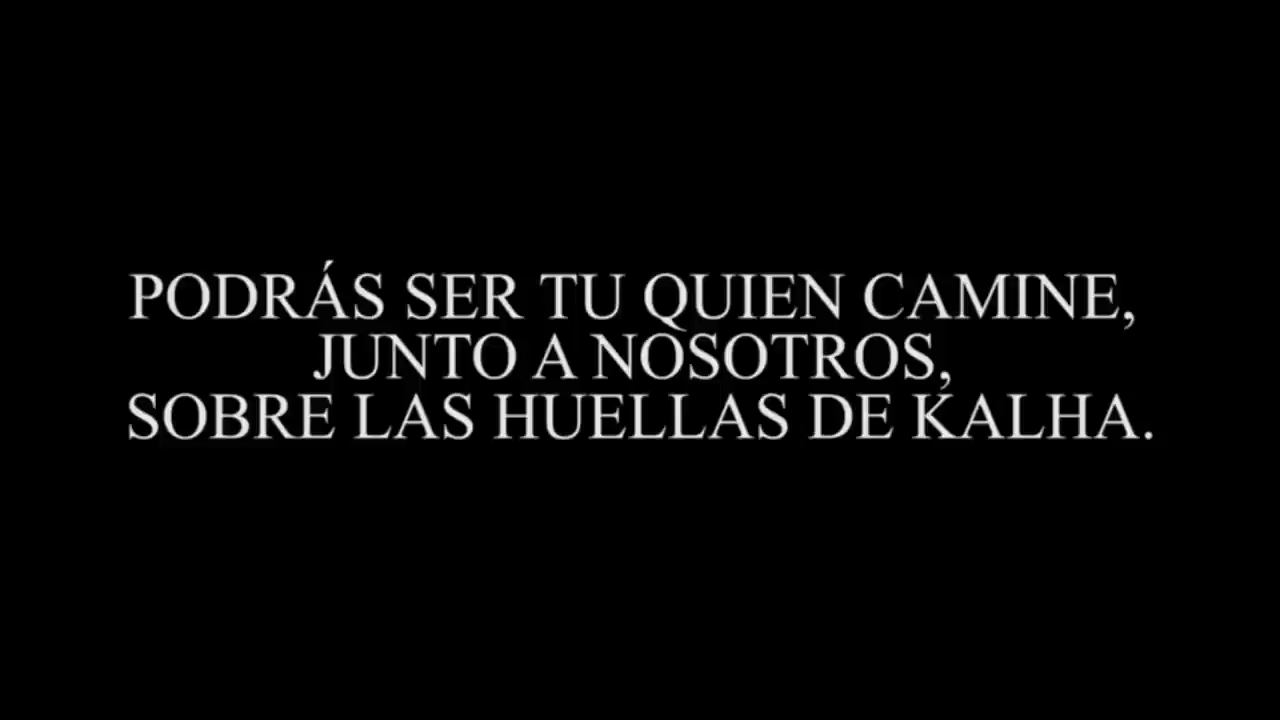 PODRÁS SER TU QUIEN CAMINE,
JUNTO A NOSOTROS,
SOBRE LAS HUELLAS DE KALHA.